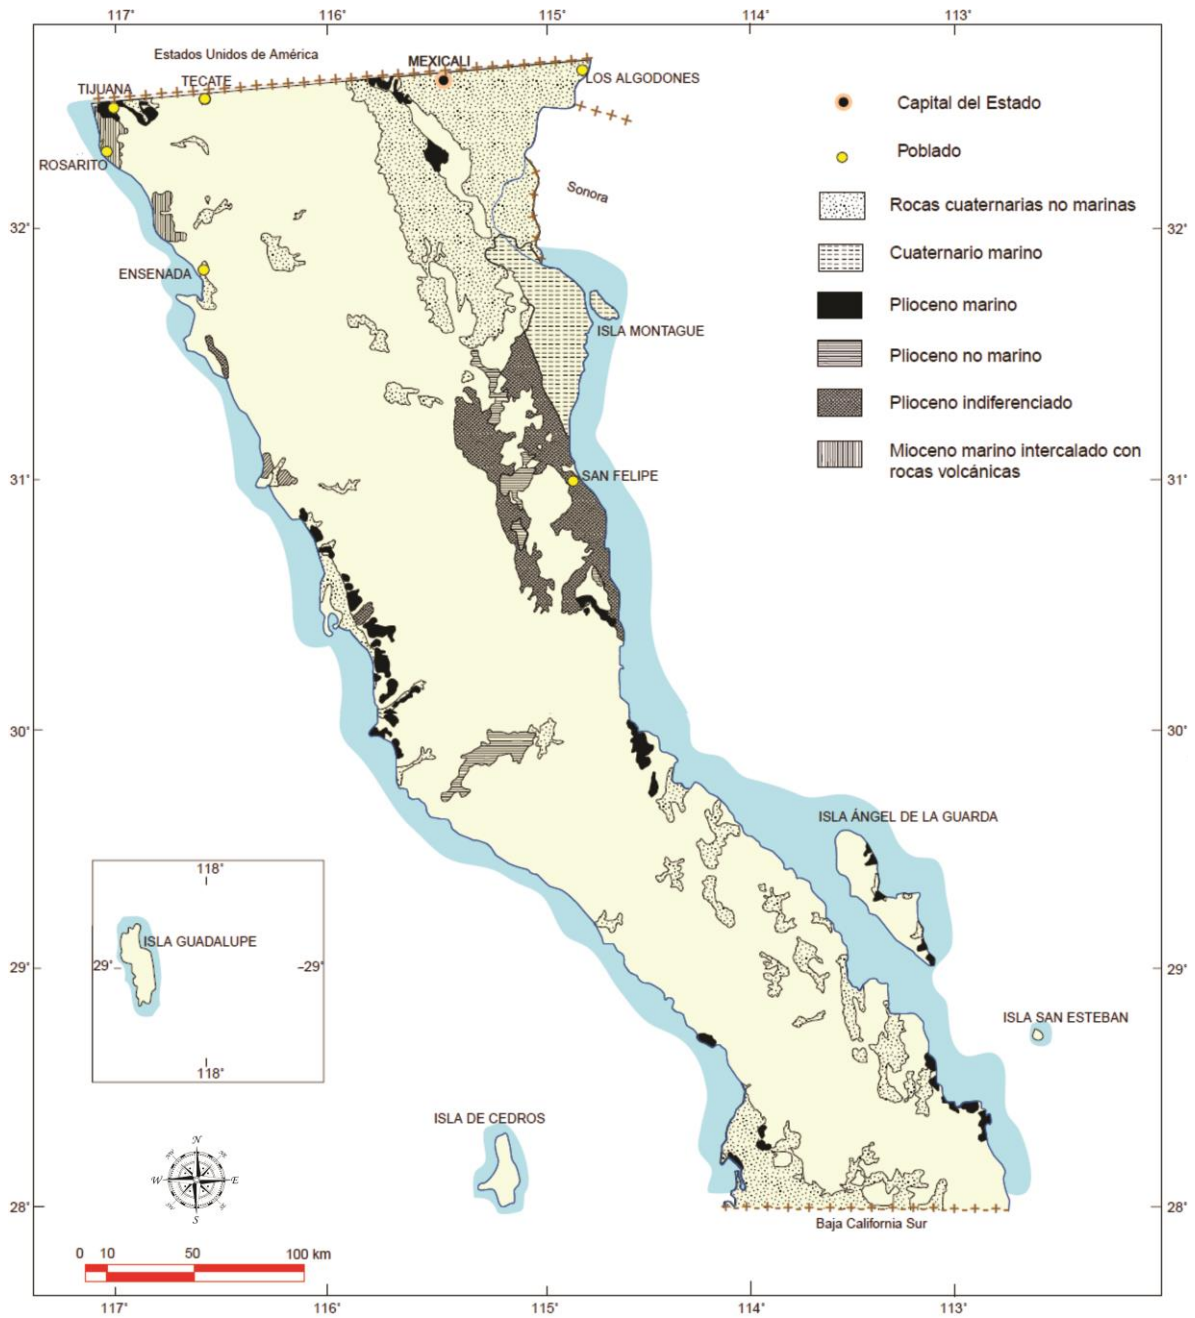 117° 116° 115° 114° 113°
Estados Unidos de América
MEXICALI
TIJUANA
TECATE
LOS ALGODONES
ROSARITO
Sonora
32° 32°
ENSENADA
ISLA MONTAGUE
Capital del Estado
Poblado
Rocas cuaternarias no marinas
Cuaternario marino
Plioceno marino
Plioceno no marino
Plioceno indiferenciado
Mioceno marino intercalado con
rocas volcánicas
31° 31°
SAN FELIPE
30° 30°
ISLA ÁNGEL DE LA GUARDA
118°
ISLA GUADALUPE
29° 29° –29° 29°
118°
ISLA SAN ESTEBAN
ISLA DE CEDROS
N
W E
S
28° 28°
Baja California Sur
0 10 50 100 km
117° 116° 115° 114° 113°